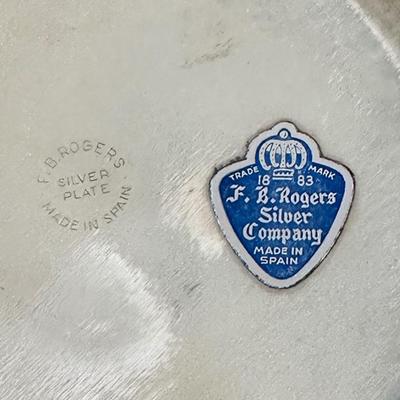 F. B. ROGERS
SILVER
PLATE
MADE IN SPAIN
TRADE MARK
18 83
F. B. Rogers
Silver
Company
MADE IN
SPAIN